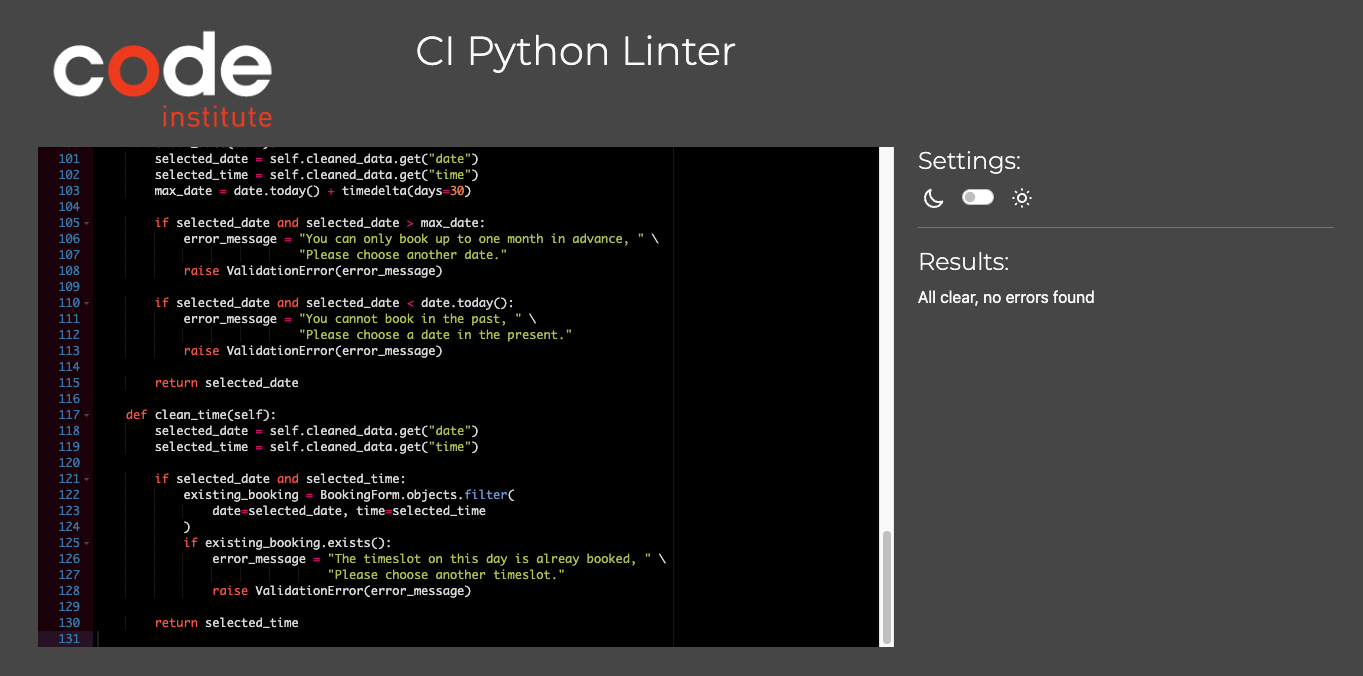 code
institute
CI Python Linter
101 selected_date = self.cleaned_data.get("date")
102 selected_time = self.cleaned_data.get("time")
103 max_date = date.today() + timedelta(days=30)
104
105 if selected_date and selected_date > max_date:
106 error_message = "You can only book up to one month in advance, " \
107 "Please choose another date."
108 raise ValidationError(error_message)
109
110 if selected_date and selected_date < date.today():
111 error_message = "You cannot book in the past, " \
112 "Please choose a date in the present."
113 raise ValidationError(error_message)
114
115 return selected_date
116
117 def clean_time(self):
118 selected_date = self.cleaned_data.get("date")
119 selected_time = self.cleaned_data.get("time")
120
121 if selected_date and selected_time:
122 existing_booking = BookingForm.objects.filter(
123 date=selected_date, time=selected_time
124 )
125 if existing_booking.exists():
126 error_message = "The timeslot on this day is alreay booked, " \
127 "Please choose another timeslot."
128 raise ValidationError(error_message)
129
130 return selected_time
131
Settings:
Results:
All clear, no errors found